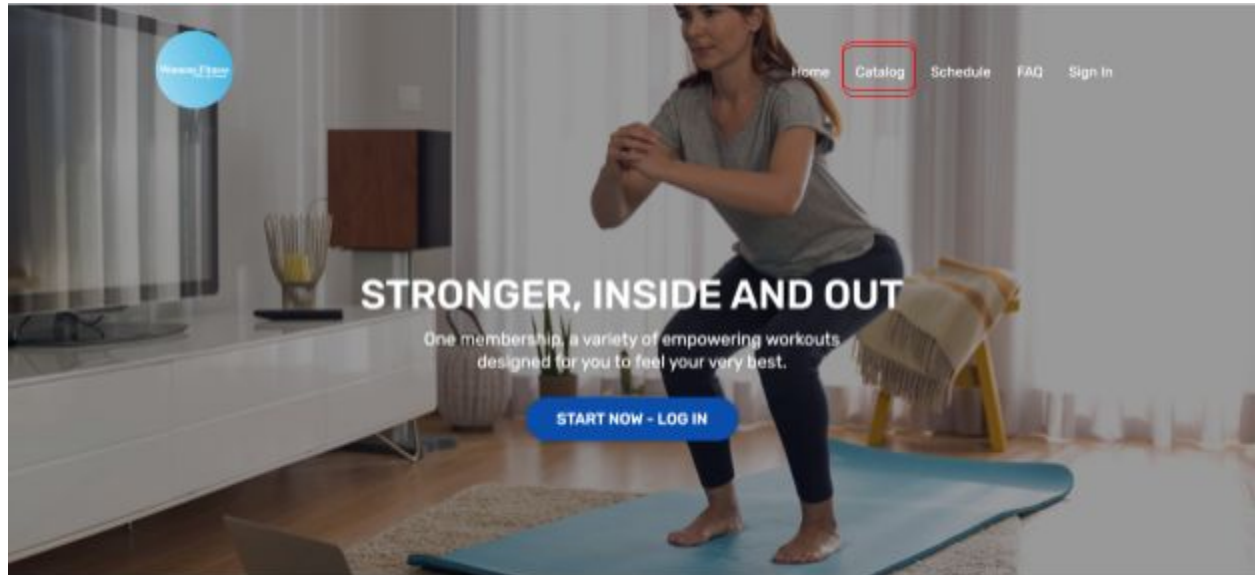 Home Catalog Schedule FAQ Sign In
STRONGER, INSIDE AND OUT
One membership, a variety of empowering workouts
designed for you to feel your very best.
START NOW - LOG IN